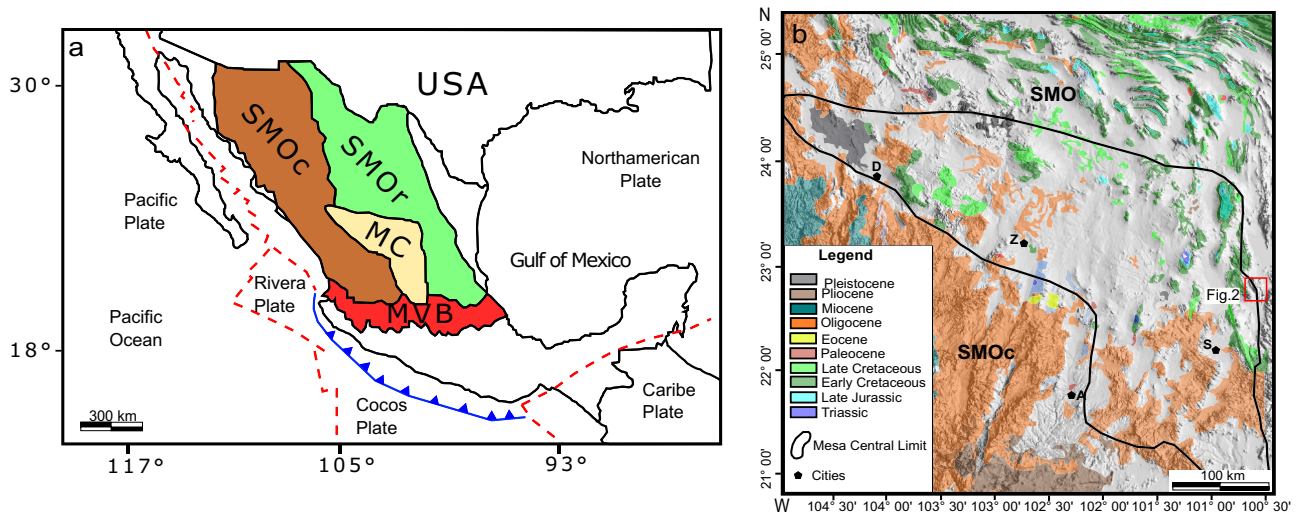 a
30°
18°
117°
105°
93°
USA
SMOc
SMOr
MC
MVB
Northamerican
Plate
Pacific
Plate
Rivera
Plate
Gulf of Mexico
Pacific
Ocean
Cocos
Plate
Caribe
Plate
300 km
b
N
25° 00'
24° 00'
23° 00'
22° 00'
21° 00'
W
104° 30'
104° 00'
103° 30'
103° 00'
102° 30'
102° 00'
101° 30'
101° 00'
100° 30'
SMO
D
Z
Fig.2
S
SMOc
A
100 km
Legend
Pleistocene
Pliocene
Miocene
Oligocene
Eocene
Paleocene
Late Cretaceous
Early Cretaceous
Late Jurassic
Triassic
Mesa Central Limit
Cities